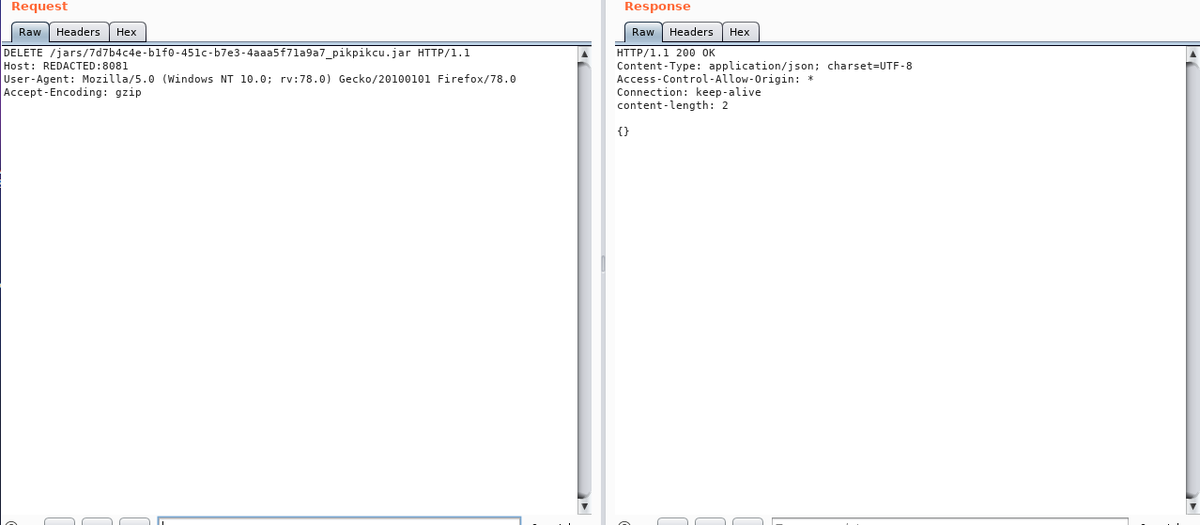 Request
Raw Headers Hex
DELETE /jars/7d7b4c4e-b1f0-451c-b7e3-4aaa5f71a9a7_pikpikcu.jar HTTP/1.1
Host: REDACTED:8081
User-Agent: Mozilla/5.0 (Windows NT 10.0; rv:78.0) Gecko/20100101 Firefox/78.0
Accept-Encoding: gzip
Response
Raw Headers Hex
HTTP/1.1 200 OK
Content-Type: application/json; charset=UTF-8
Access-Control-Allow-Origin: *
Connection: keep-alive
content-length: 2
{}